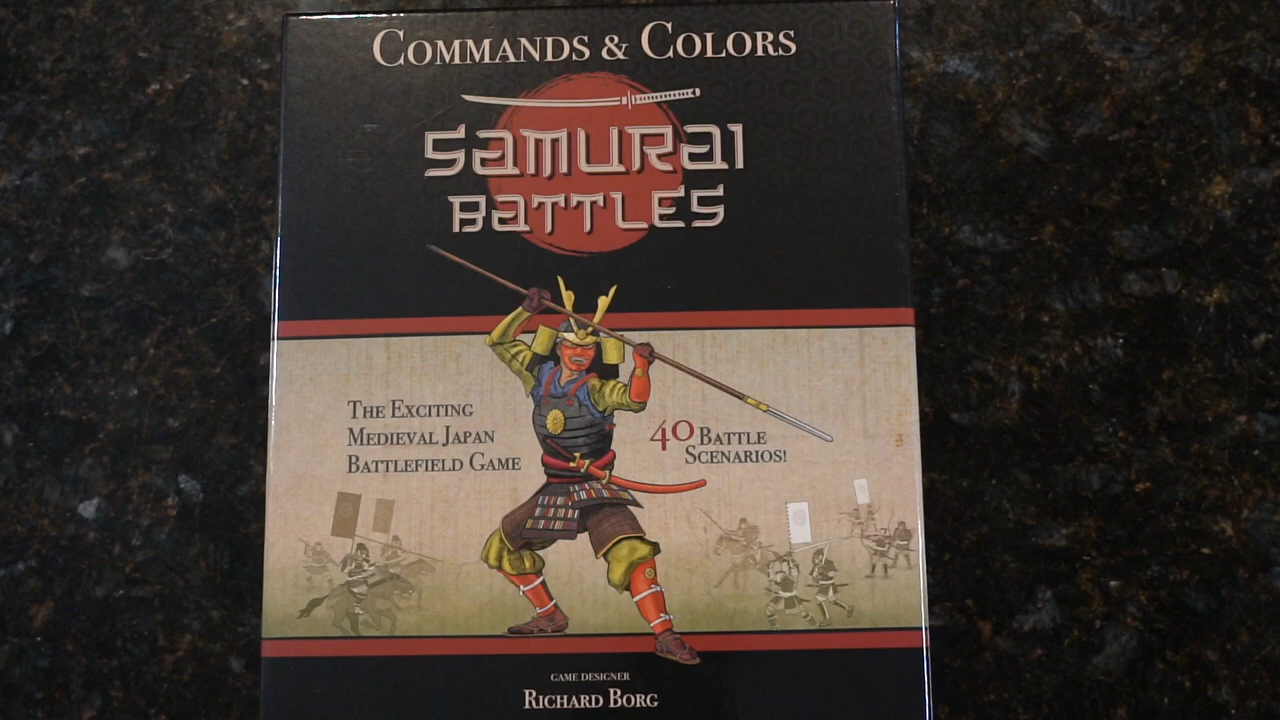 COMMANDS & COLORS
SAMURAI
BATTLES
THE EXCITING
MEDIEVAL JAPAN
BATTLEFIELD GAME
40 BATTLE
SCENARIOS!
GAME DESIGNER
RICHARD BORG